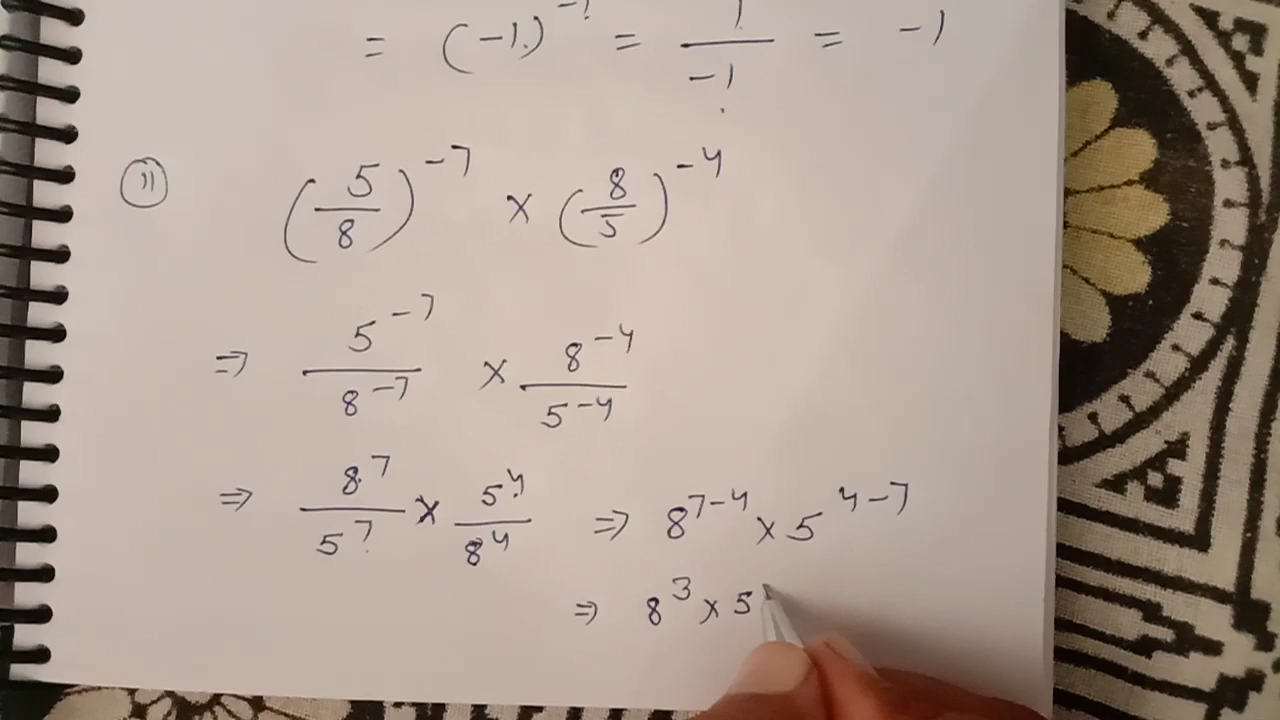 = (-1)^-1 = 1/-1 = -1
(ii) (5/8)^-7 × (8/5)^-4
⇒ 5^-7/8^-7 × 8^-4/5^-4
⇒ 8^7/5^7 × 5^4/8^4 ⇒ 8^7-4 × 5^4-7
⇒ 8^3 × 5